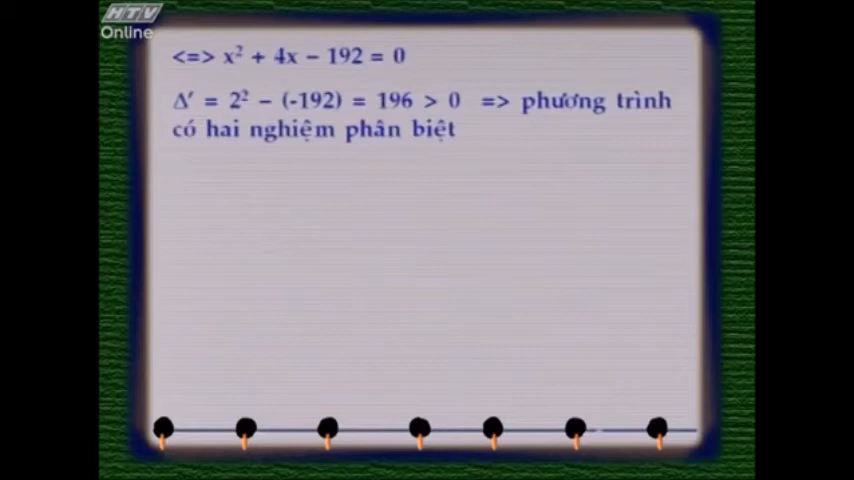 HTV
Online
<=> x² + 4x – 192 = 0
Δ' = 2² – (-192) = 196 > 0 => phương trình
có hai nghiệm phân biệt